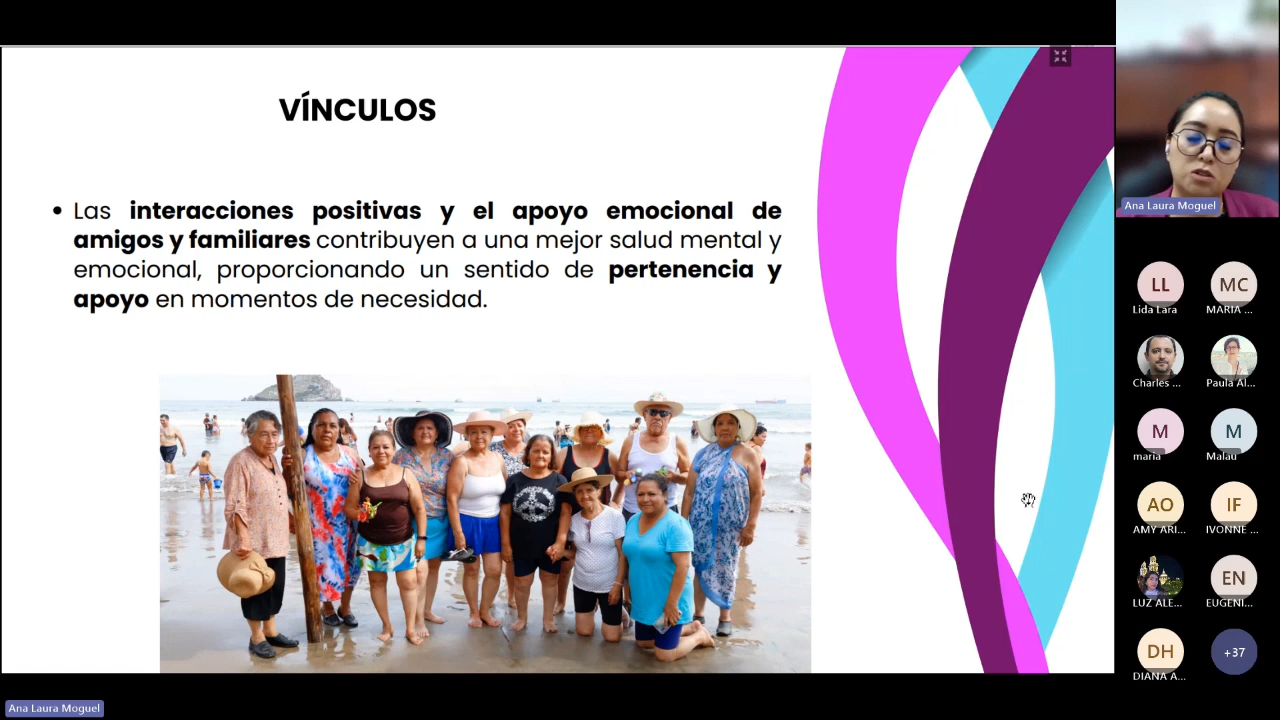 VÍNCULOS
• Las interacciones positivas y el apoyo emocional de
amigos y familiares contribuyen a una mejor salud mental y
emocional, proporcionando un sentido de pertenencia y
apoyo en momentos de necesidad.
Ana Laura Moguel
LL
Lida Lara
MC
MARIA ...
Charles ...
Paula Al...
M
maria
M
Malau
AO
AMY ARI...
IF
IVONNE ...
LUZ ALE...
EN
EUGENI...
DH
DIANA A...
+37
Ana Laura Moguel